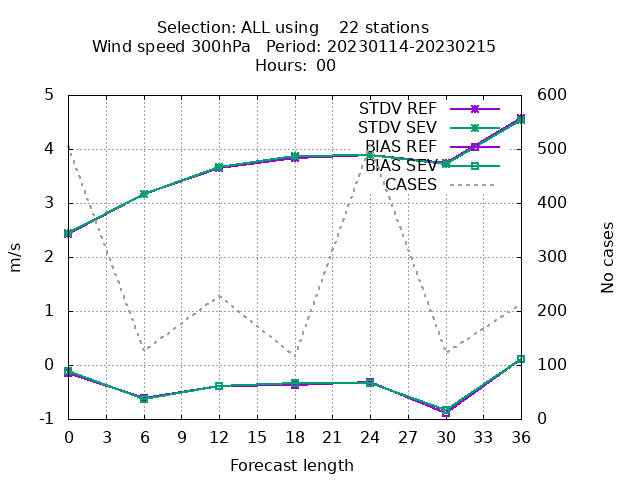 Selection: ALL using    22 stations
Wind speed 300hPa   Period: 20230114-20230215
Hours:  00
5
4
3
2
1
0
-1
600
500
400
300
200
100
0
STDV REF
STDV SEV
BIAS REF
BIAS SEV
CASES
m/s
No cases
0 3 6 9 12 15 18 21 24 27 30 33 36
Forecast length